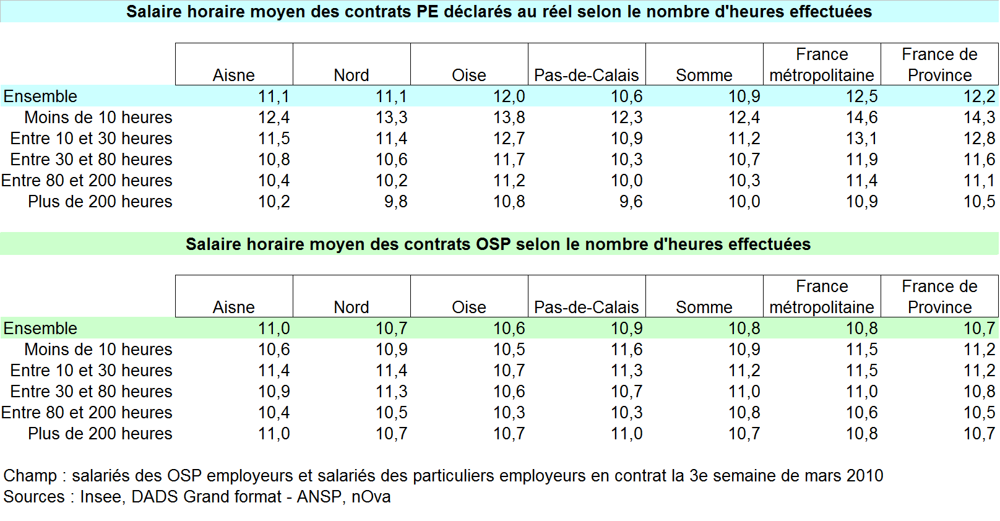 Salaire horaire moyen des contrats PE déclarés au réel selon le nombre d'heures effectuées
Aisne Nord Oise Pas-de-Calais Somme France métropolitaine France de Province
Ensemble 11,1 11,1 12,0 10,6 10,9 12,5 12,2
Moins de 10 heures 12,4 13,3 13,8 12,3 12,4 14,6 14,3
Entre 10 et 30 heures 11,5 11,4 12,7 10,9 11,2 13,1 12,8
Entre 30 et 80 heures 10,8 10,6 11,7 10,3 10,7 11,9 11,6
Entre 80 et 200 heures 10,4 10,2 11,2 10,0 10,3 11,4 11,1
Plus de 200 heures 10,2 9,8 10,8 9,6 10,0 10,9 10,5
Salaire horaire moyen des contrats OSP selon le nombre d'heures effectuées
Aisne Nord Oise Pas-de-Calais Somme France métropolitaine France de Province
Ensemble 11,0 10,7 10,6 10,9 10,8 10,8 10,7
Moins de 10 heures 10,6 10,9 10,5 11,6 10,9 11,5 11,2
Entre 10 et 30 heures 11,4 11,4 10,7 11,3 11,2 11,5 11,2
Entre 30 et 80 heures 10,9 11,3 10,6 10,7 11,0 11,0 10,8
Entre 80 et 200 heures 10,4 10,5 10,3 10,3 10,8 10,6 10,5
Plus de 200 heures 11,0 10,7 10,7 11,0 10,7 10,8 10,7
Champ : salariés des OSP employeurs et salariés des particuliers employeurs en contrat la 3e semaine de mars 2010
Sources : Insee, DADS Grand format - ANSP, nOva